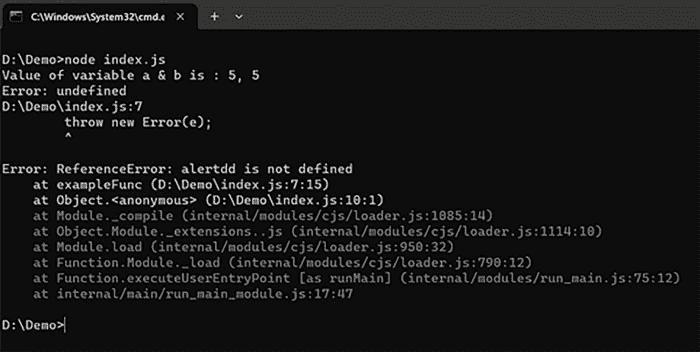 C:\Windows\System32\cmd.e
D:\Demo>node index.js
Value of variable a & b is : 5, 5
Error: undefined
D:\Demo\index.js:7
        throw new Error(e);
        ^
Error: ReferenceError: alertdd is not defined
    at exampleFunc (D:\Demo\index.js:7:15)
    at Object.<anonymous> (D:\Demo\index.js:10:1)
    at Module._compile (internal/modules/cjs/loader.js:1085:14)
    at Object.Module._extensions..js (internal/modules/cjs/loader.js:1114:10)
    at Module.load (internal/modules/cjs/loader.js:950:32)
    at Function.Module._load (internal/modules/cjs/loader.js:790:12)
    at Function.executeUserEntryPoint [as runMain] (internal/modules/run_main.js:75:12)
    at internal/main/run_main_module.js:17:47
D:\Demo>